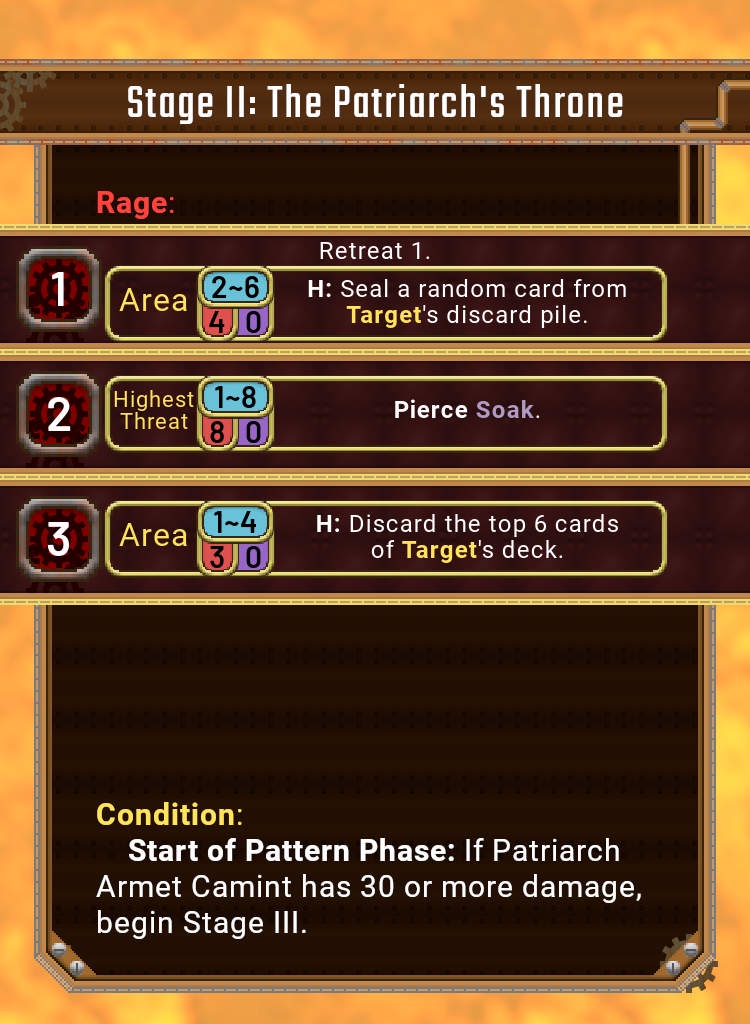 Stage II: The Patriarch's Throne
Rage:
Retreat 1.
1
Area
2~6
4 0
H: Seal a random card from
Target's discard pile.
2
Highest
Threat
1~8
8 0
Pierce Soak.
3
Area
1~4
3 0
H: Discard the top 6 cards
of Target's deck.
Condition:
Start of Pattern Phase: If Patriarch
Armet Camint has 30 or more damage,
begin Stage III.